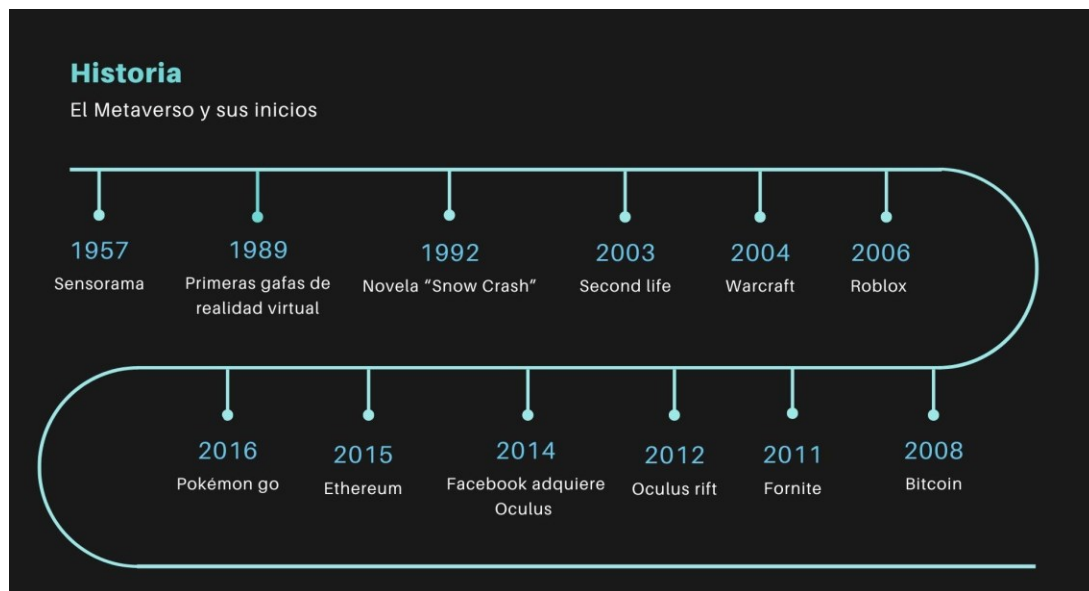 Historia
El Metaverso y sus inicios
1957
Sensorama
1989
Primeras gafas de
realidad virtual
1992
Novela “Snow Crash”
2003
Second life
2004
Warcraft
2006
Roblox
2008
Bitcoin
2011
Fornite
2012
Oculus rift
2014
Facebook adquiere
Oculus
2015
Ethereum
2016
Pokémon go